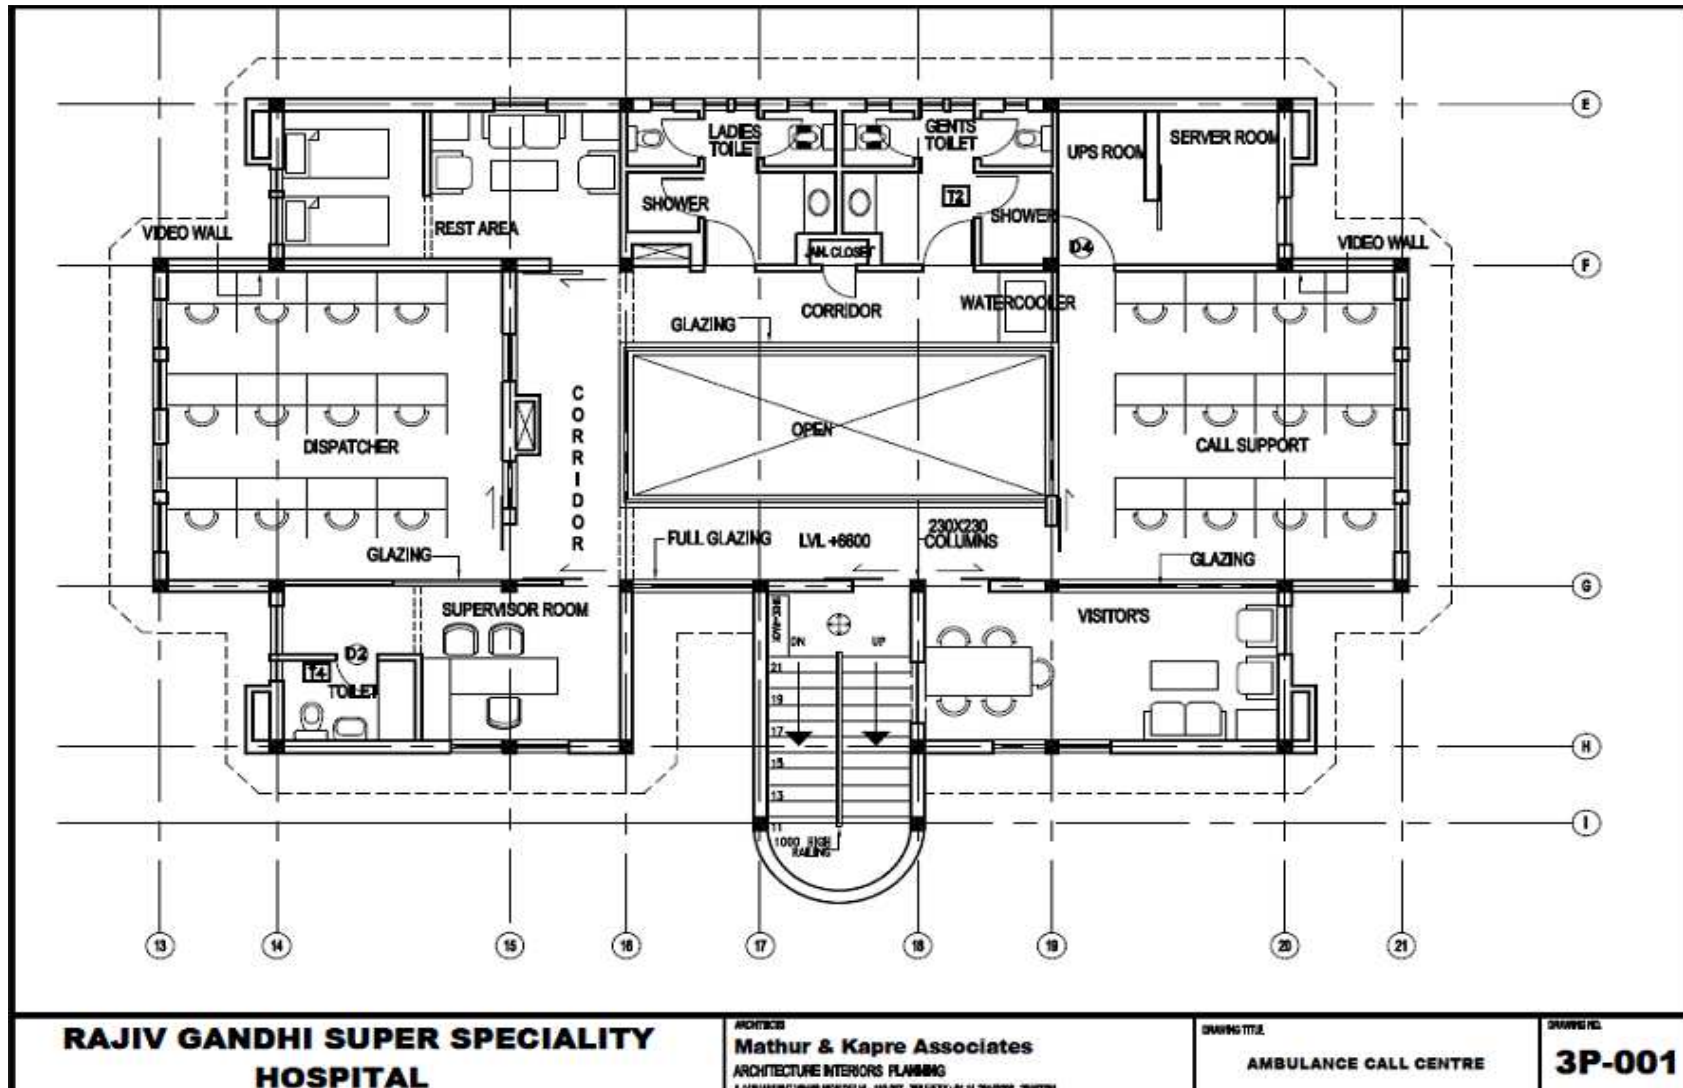 E
LADIES
TOILET
GENTS
TOILET
UPS ROOM
SERVER ROOM
SHOWER
T2
SHOWER
VIDEO WALL
REST AREA
D4
VIDEO WALL
JAN. CLOSET
F
WATERCOOLER
CORRIDOR
GLAZING
CORRIDOR
OPEN
DISPATCHER
CALL SUPPORT
230X230
COLUMNS
FULL GLAZING
LVL +6600
GLAZING
GLAZING
G
SUPERVISOR ROOM
VISITOR'S
DN
UP
D2
T4
TOILET
21
19
17
15
13
11
H
I
1000 HIGH
RAILING
13
14
15
16
17
18
19
20
21
RAJIV GANDHI SUPER SPECIALITY
HOSPITAL
ARCHITECTS
Mathur & Kapre Associates
ARCHITECTURE INTERIORS PLANNING
DRAWING TITLE
AMBULANCE CALL CENTRE
DRAWING NO.
3P-001